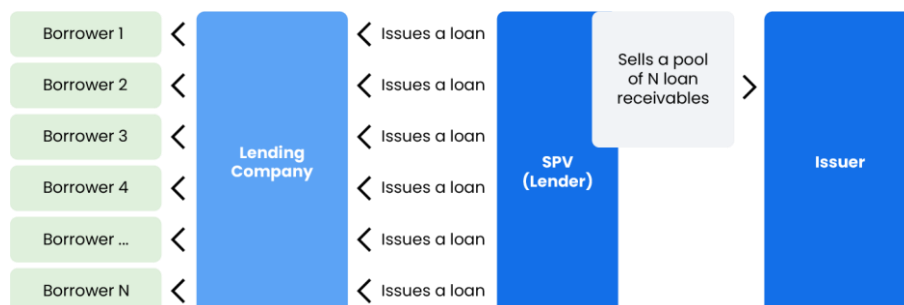 Borrower 1
Issues a loan
Borrower 2
Issues a loan
Borrower 3
Issues a loan
Borrower 4
Issues a loan
Borrower ...
Issues a loan
Borrower N
Issues a loan
Lending
Company
SPV
(Lender)
Sells a pool
of N loan
receivables
Issuer